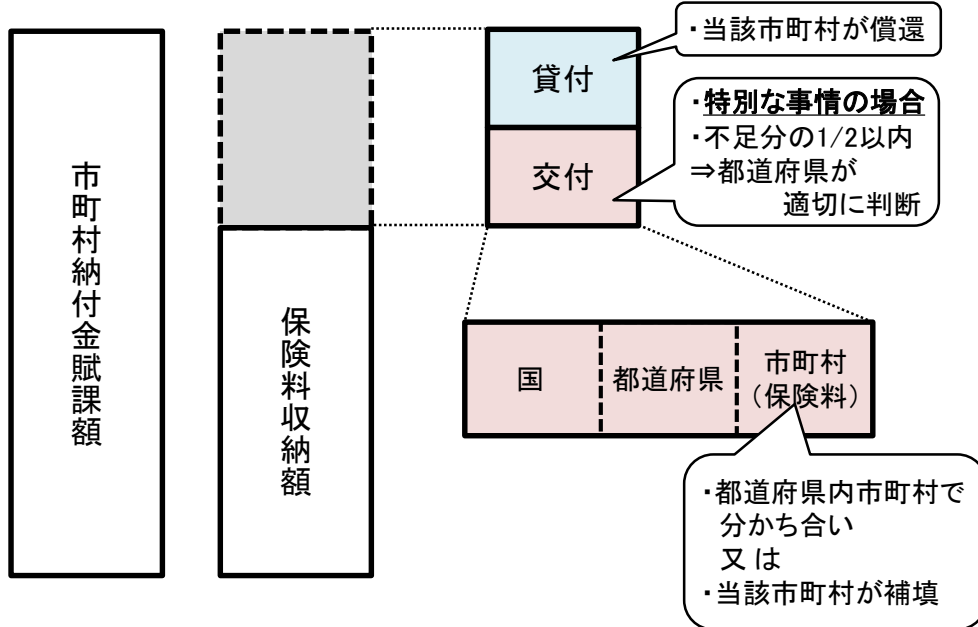 市町村納付金賦課額
保険料収納額
貸付
・当該市町村が償還
交付
・特別な事情の場合
・不足分の1/2以内
⇒都道府県が
適切に判断
国
都道府県
市町村
（保険料）
・都道府県内市町村で
分かち合い
又 は
・当該市町村が補填